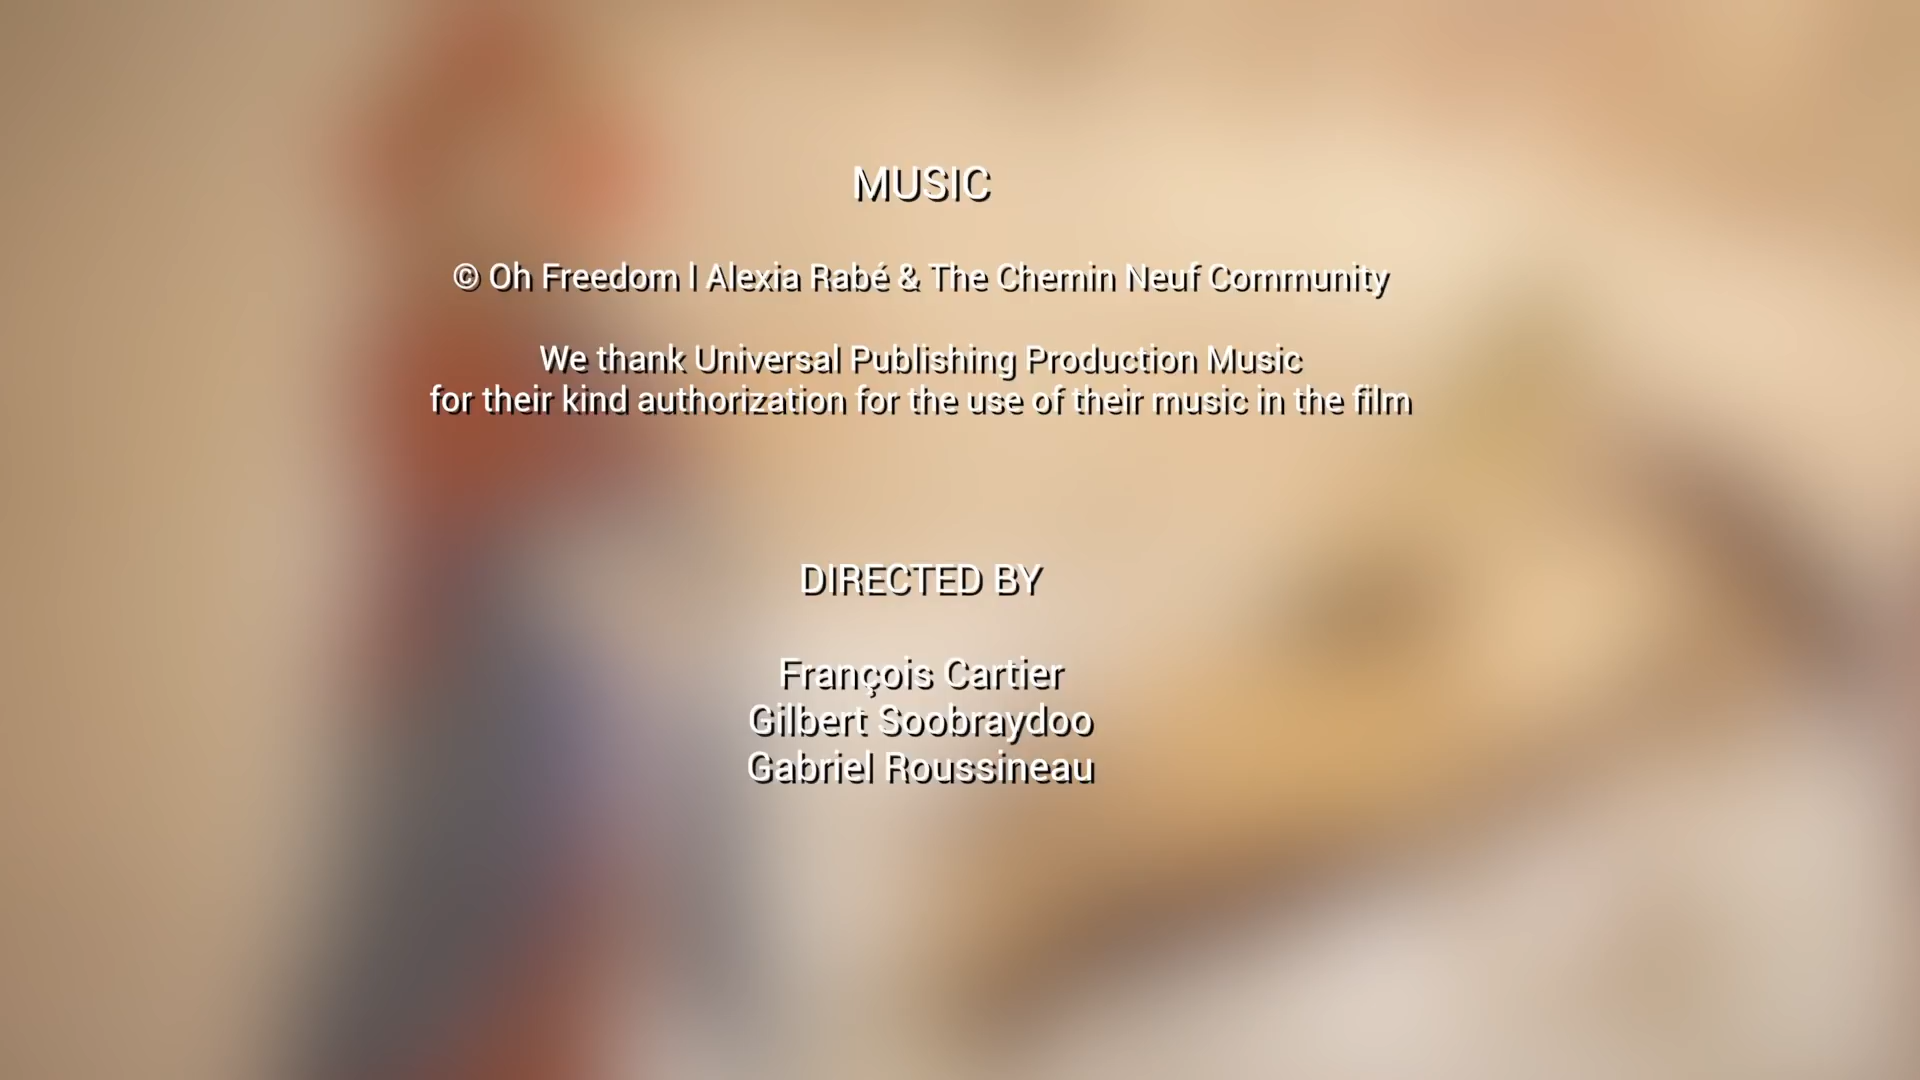 MUSIC
© Oh Freedom l Alexia Rabé & The Chemin Neuf Community
We thank Universal Publishing Production Music
for their kind authorization for the use of their music in the film
DIRECTED BY
François Cartier
Gilbert Soobraydoo
Gabriel Roussineau